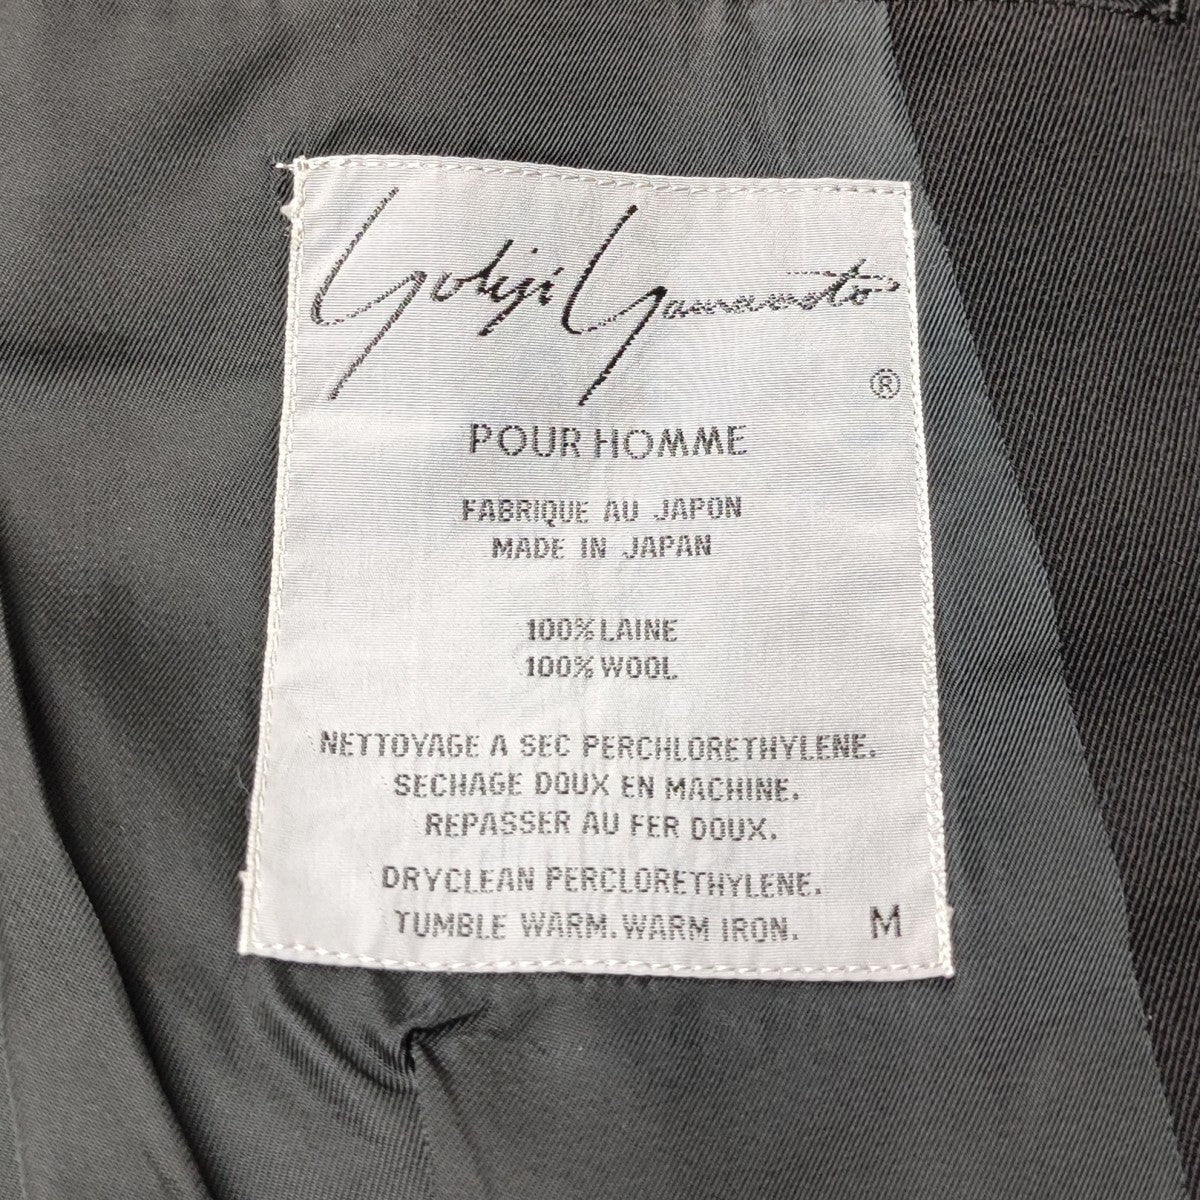 Yohji Yamamoto
®
POUR HOMME
FABRIQUE AU JAPON
MADE IN JAPAN
100% LAINE
100% WOOL
NETTOYAGE A SEC PERCHLORETHYLENE.
SECHAGE DOUX EN MACHINE.
REPASSER AU FER DOUX.
DRYCLEAN PERCLORETHYLENE.
TUMBLE WARM. WARM IRON. M